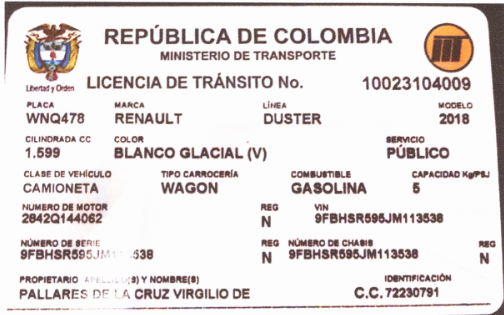 REPÚBLICA DE COLOMBIA
MINISTERIO DE TRANSPORTE
Libertad y Orden
LICENCIA DE TRÁNSITO No. 10023104009
PLACA MARCA LÍNEA MODELO
WNQ478 RENAULT DUSTER 2018
CILINDRADA CC COLOR SERVICIO
1.599 BLANCO GLACIAL (V) PÚBLICO
CLASE DE VEHÍCULO TIPO CARROCERÍA COMBUSTIBLE CAPACIDAD Kg/PSJ
CAMIONETA WAGON GASOLINA 5
NUMERO DE MOTOR REG VIN
2842Q144062 N 9FBHSR595JM113538
NÚMERO DE SERIE REG NÚMERO DE CHASIS REG
9FBHSR595JM11 538 N 9FBHSR595JM113538 N
PROPIETARIO Y NOMBRE(S) IDENTIFICACIÓN
PALLARES DE LA CRUZ VIRGILIO DE C.C. 72230791